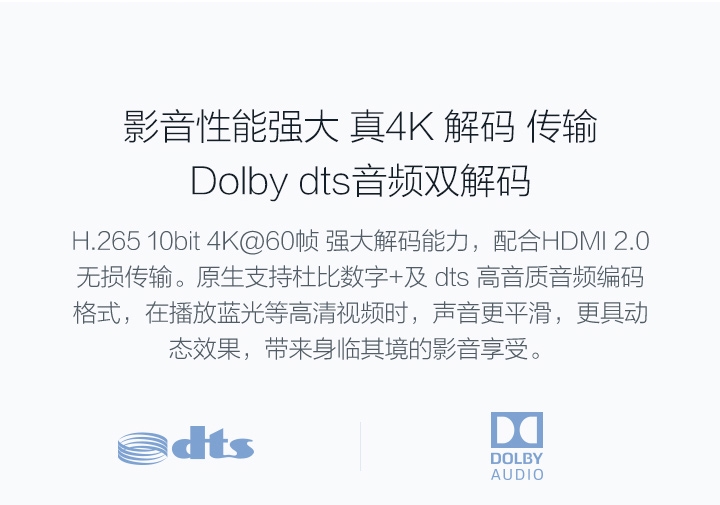 影音性能强大 真4K 解码 传输
Dolby dts音频双解码
H.265 10bit 4K@60帧 强大解码能力，配合HDMI 2.0
无损传输。原生支持杜比数字+及 dts 高音质音频编码
格式，在播放蓝光等高清视频时，声音更平滑，更具动
态效果，带来身临其境的影音享受。
dts
DOLBY
AUDIO